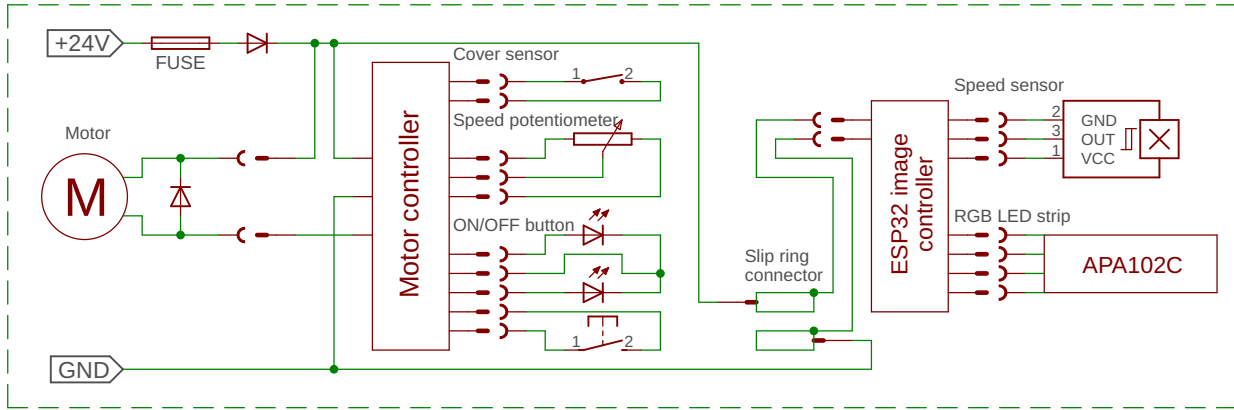 +24V
FUSE
Cover sensor
1 2
Speed potentiometer
Motor
M
Motor controller
ON/OFF button
1 2
GND
Slip ring
connector
ESP32 image
controller
Speed sensor
2 GND
3 OUT
1 VCC
RGB LED strip
APA102C